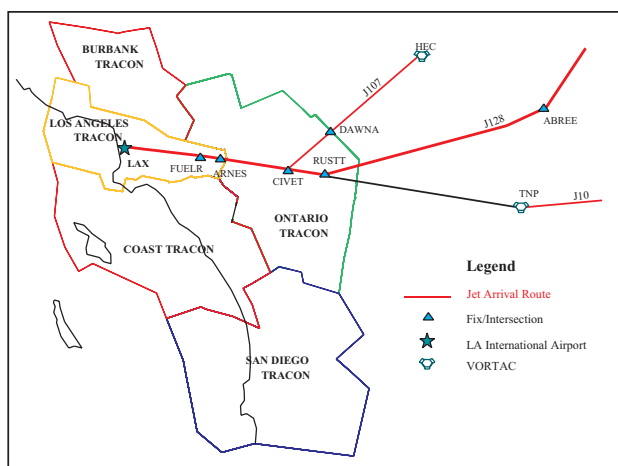 HEC
BURBANK
TRACON
J107
J128
ABREE
LOS ANGELES
TRACON
DAWNA
LAX
FUELR
ARNES
RUSTT
CIVET
TNP
J10
ONTARIO
TRACON
COAST TRACON
Legend
Jet Arrival Route
Fix/Intersection
LA International Airport
VORTAC
SAN DIEGO
TRACON